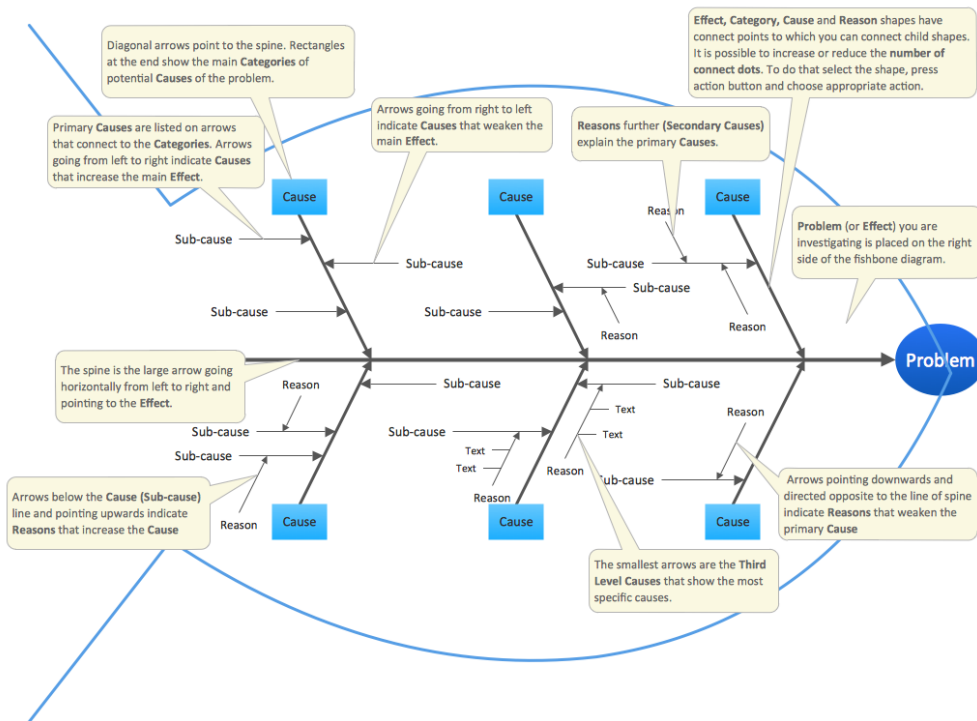 Diagonal arrows point to the spine. Rectangles
at the end show the main Categories of
potential Causes of the problem.
Effect, Category, Cause and Reason shapes have
connect points to which you can connect child shapes.
It is possible to increase or reduce the number of
connect dots. To do that select the shape, press
action button and choose appropriate action.
Primary Causes are listed on arrows
that connect to the Categories. Arrows
going from left to right indicate Causes
that increase the main Effect.
Arrows going from right to left
indicate Causes that weaken the
main Effect.
Reasons further (Secondary Causes)
explain the primary Causes.
Cause
Cause
Cause
Reason
Problem (or Effect) you are
investigating is placed on the right
side of the fishbone diagram.
Sub-cause
Sub-cause
Sub-cause
Sub-cause
Sub-cause
Sub-cause
Reason
Reason
Problem
The spine is the large arrow going
horizontally from left to right and
pointing to the Effect.
Reason
Sub-cause
Sub-cause
Sub-cause
Sub-cause
Sub-cause
Text
Text
Text
Text
Reason
Reason
Reason
Sub-cause
Reason
Arrows below the Cause (Sub-cause)
line and pointing upwards indicate
Reasons that increase the Cause
Arrows pointing downwards and
directed opposite to the line of spine
indicate Reasons that weaken the
primary Cause
Cause
Cause
Cause
The smallest arrows are the Third
Level Causes that show the most
specific causes.